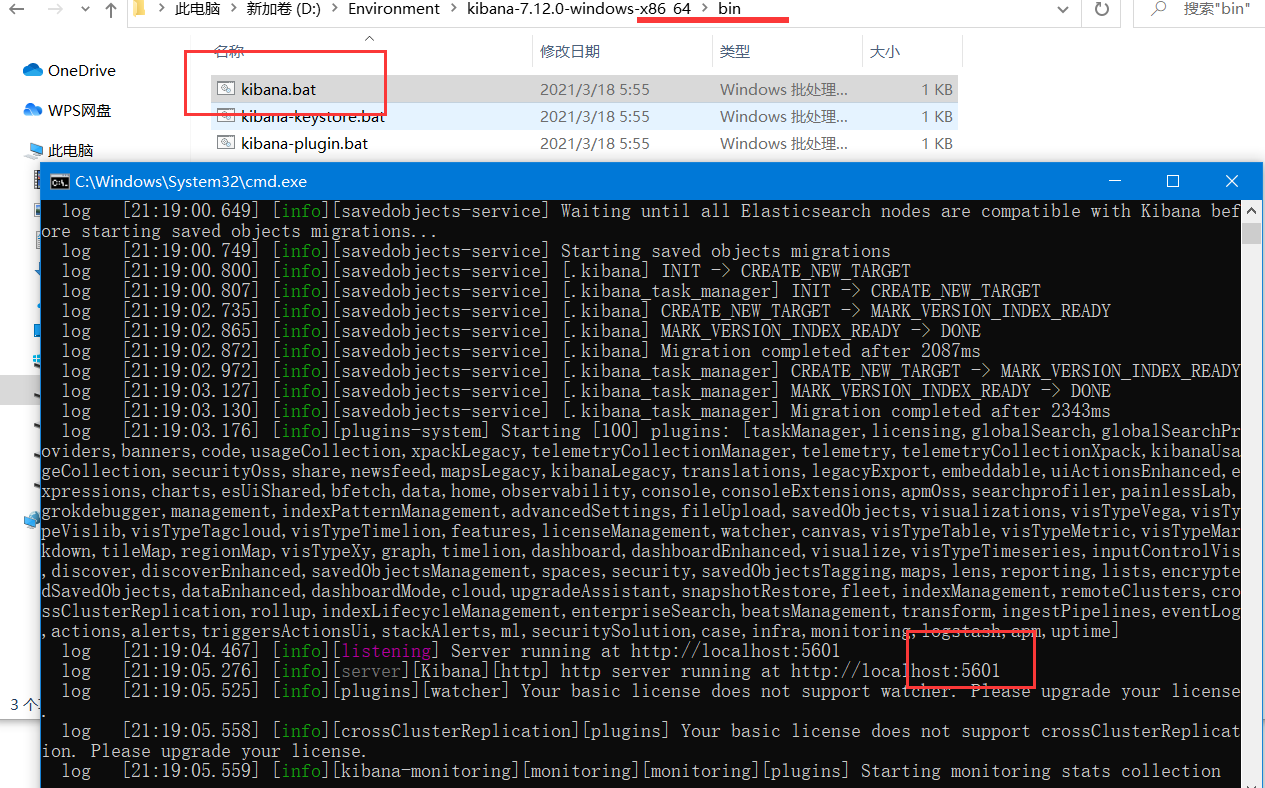 此电脑 新加卷 (D:) Environment kibana-7.12.0-windows-x86_64 bin 搜索"bin"
名称 修改日期 类型 大小
OneDrive
kibana.bat 2021/3/18 5:55 Windows 批处理... 1 KB
WPS网盘
kibana-keystore.bat 2021/3/18 5:55 Windows 批处理... 1 KB
此电脑
kibana-plugin.bat 2021/3/18 5:55 Windows 批处理... 1 KB
C:\Windows\System32\cmd.exe
log [21:19:00.649] [info][savedobjects-service] Waiting until all Elasticsearch nodes are compatible with Kibana bef
ore starting saved objects migrations...
log [21:19:00.749] [info][savedobjects-service] Starting saved objects migrations
log [21:19:00.800] [info][savedobjects-service] [.kibana] INIT -> CREATE_NEW_TARGET
log [21:19:00.807] [info][savedobjects-service] [.kibana_task_manager] INIT -> CREATE_NEW_TARGET
log [21:19:02.735] [info][savedobjects-service] [.kibana] CREATE_NEW_TARGET -> MARK_VERSION_INDEX_READY
log [21:19:02.865] [info][savedobjects-service] [.kibana] MARK_VERSION_INDEX_READY -> DONE
log [21:19:02.872] [info][savedobjects-service] [.kibana] Migration completed after 2087ms
log [21:19:02.972] [info][savedobjects-service] [.kibana_task_manager] CREATE_NEW_TARGET -> MARK_VERSION_INDEX_READY
log [21:19:03.127] [info][savedobjects-service] [.kibana_task_manager] MARK_VERSION_INDEX_READY -> DONE
log [21:19:03.130] [info][savedobjects-service] [.kibana_task_manager] Migration completed after 2343ms
log [21:19:03.176] [info][plugins-system] Starting [100] plugins: [taskManager,licensing,globalSearch,globalSearchPr
oviders,banners,code,usageCollection,xpackLegacy,telemetryCollectionManager,telemetry,telemetryCollectionXpack,kibanaUsa
geCollection,securityOss,share,newsfeed,mapsLegacy,kibanaLegacy,translations,legacyExport,embeddable,uiActionsEnhanced,e
xpressions,charts,esUiShared,bfetch,data,home,observability,console,consoleExtensions,apmOss,searchprofiler,painlessLab,
grokdebugger,management,indexPatternManagement,advancedSettings,fileUpload,savedObjects,visualizations,visTypeVega,visTy
peVislib,visTypeTagcloud,visTypeTimelion,features,licenseManagement,watcher,canvas,visTypeTable,visTypeMetric,visTypeMar
kdown,tileMap,regionMap,visTypeXy,graph,timelion,dashboard,dashboardEnhanced,visualize,visTypeTimeseries,inputControlVis
,discover,discoverEnhanced,savedObjectsManagement,spaces,security,savedObjectsTagging,maps,lens,reporting,lists,encrypte
dSavedObjects,dataEnhanced,dashboardMode,cloud,upgradeAssistant,snapshotRestore,fleet,indexManagement,remoteClusters,cro
ssClusterReplication,rollup,indexLifecycleManagement,enterpriseSearch,beatsManagement,transform,ingestPipelines,eventLog
,actions,alerts,triggersActionsUi,stackAlerts,ml,securitySolution,case,infra,monitoring,logstash,apm,uptime]
log [21:19:04.467] [info][listening] Server running at http://localhost:5601
log [21:19:05.276] [info][server][Kibana][http] http server running at http://localhost:5601
log [21:19:05.525] [info][plugins][watcher] Your basic license does not support watcher. Please upgrade your license
.
log [21:19:05.558] [info][crossClusterReplication][plugins] Your basic license does not support crossClusterReplicat
ion. Please upgrade your license.
log [21:19:05.559] [info][kibana-monitoring][monitoring][monitoring][plugins] Starting monitoring stats collection
3 个